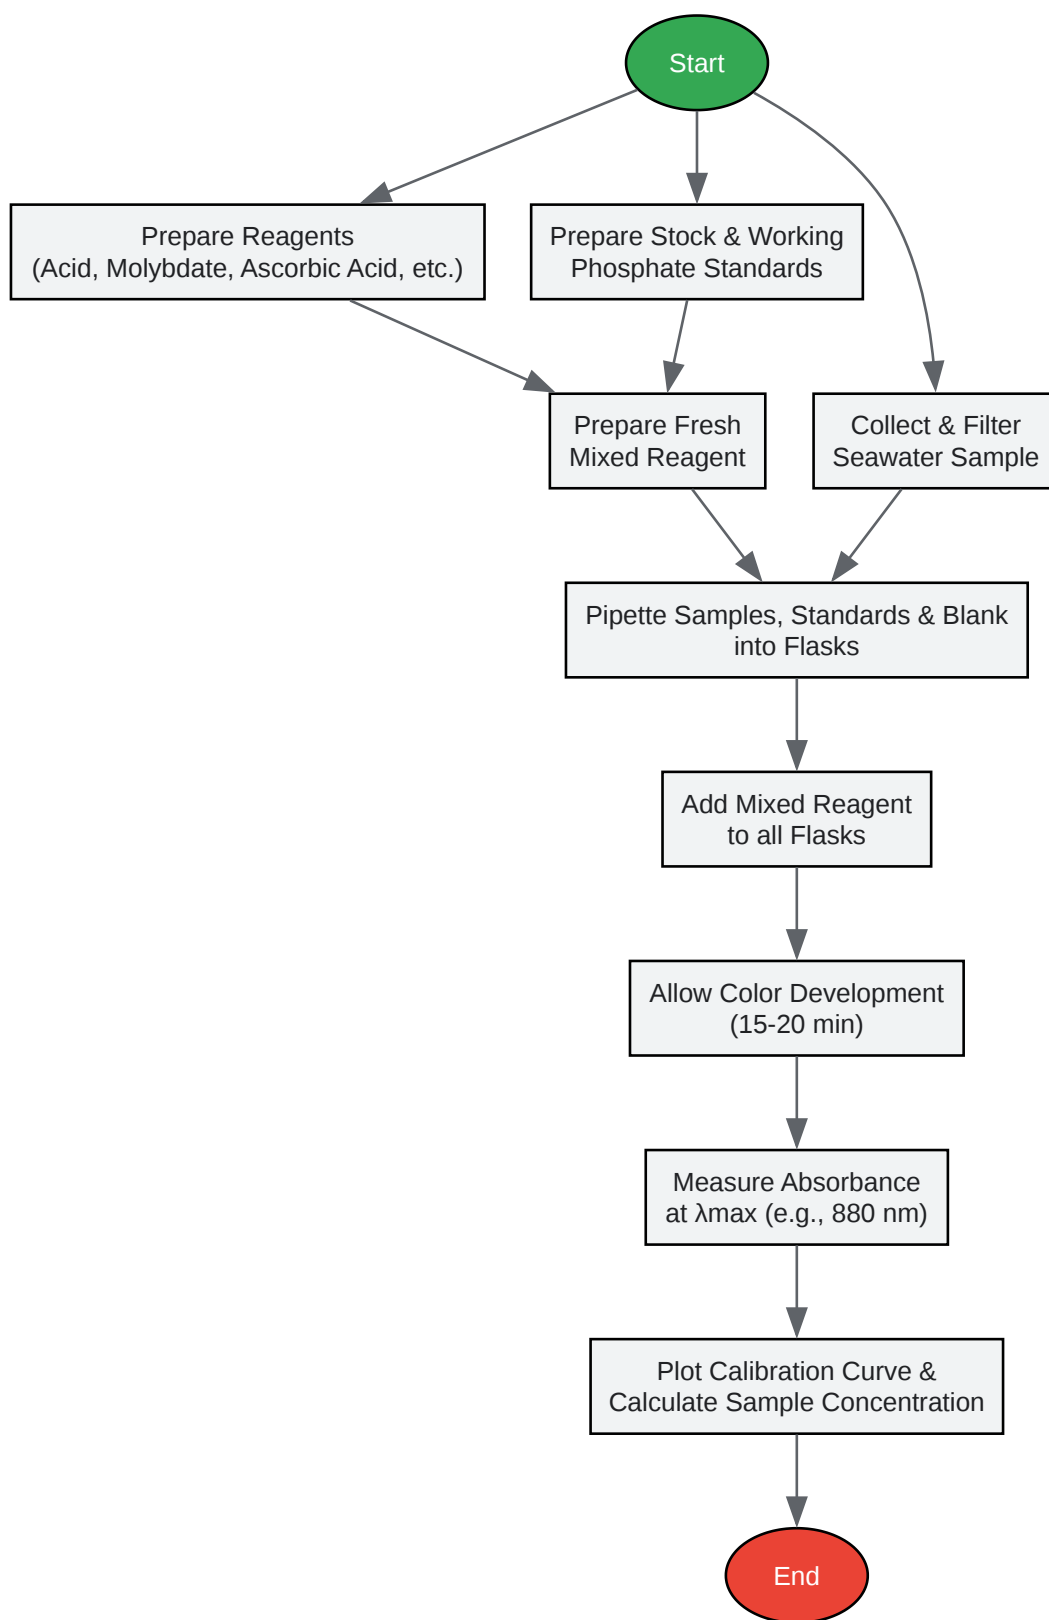 Start
Prepare Reagents
(Acid, Molybdate, Ascorbic Acid, etc.)
Prepare Stock & Working
Phosphate Standards
Prepare Fresh
Mixed Reagent
Collect & Filter
Seawater Sample
Pipette Samples, Standards & Blank
into Flasks
Add Mixed Reagent
to all Flasks
Allow Color Development
(15-20 min)
Measure Absorbance
at λmax (e.g., 880 nm)
Plot Calibration Curve &
Calculate Sample Concentration
End